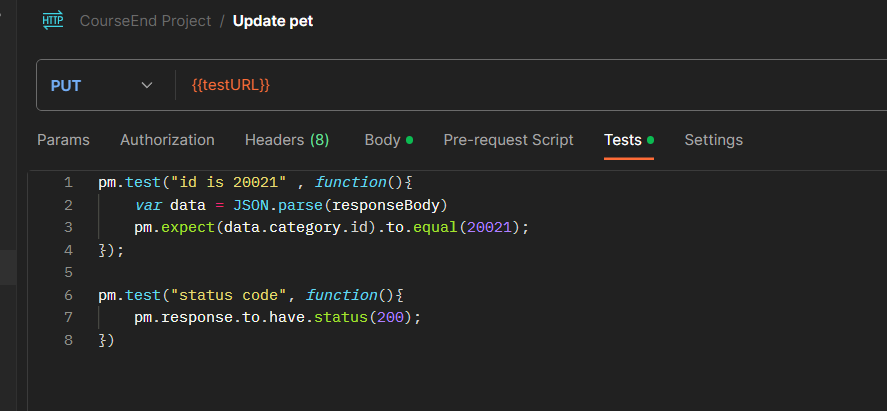 HTTP CourseEnd Project / Update pet
PUT {{testURL}}
Params Authorization Headers (8) Body Pre-request Script Tests Settings
1 pm.test("id is 20021" , function(){
2 var data = JSON.parse(responseBody)
3 pm.expect(data.category.id).to.equal(20021);
4 });
5
6 pm.test("status code", function(){
7 pm.response.to.have.status(200);
8 })